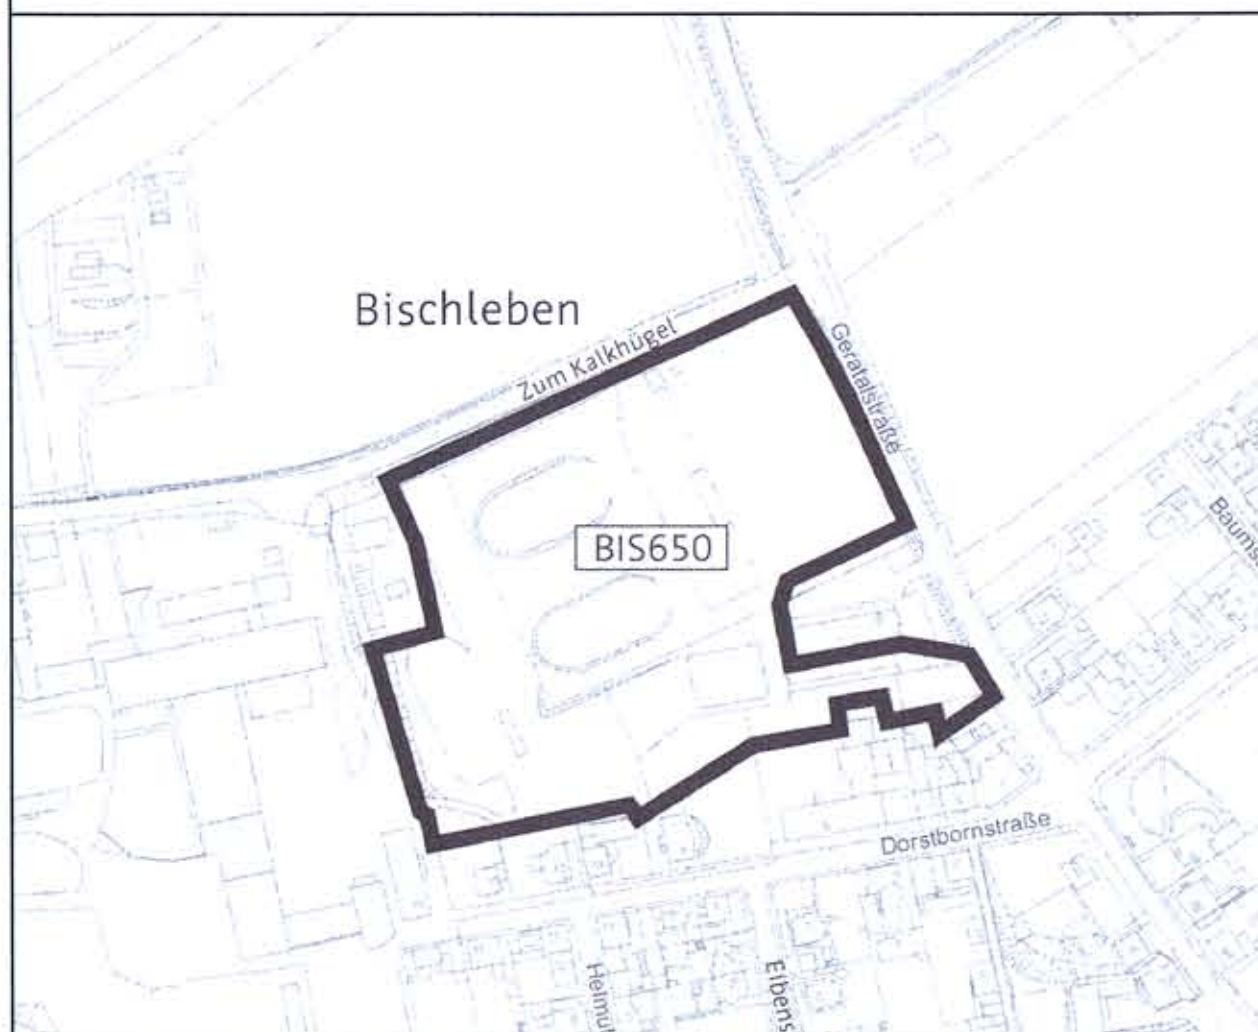 Bischleben
Zum Kalkhügel
Geratalstraße
BIS650
Dorstbornstraße